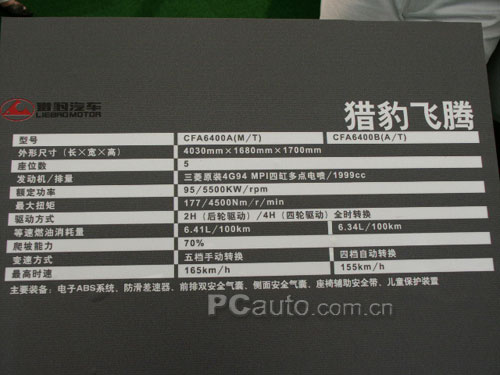 猎豹汽车
LIEBAO MOTOR
猎豹飞腾
型号 CFA6400A(M/T) CFA6400B(A/T)
外形尺寸（长×宽×高） 4030mm×1680mm×1700mm
座位数 5
发动机/排量 三菱原装4G94 MPI四缸多点电喷/1999cc
额定功率 95/5500KW/rpm
最大扭矩 177/4500Nm/r/min
驱动方式 2H（后轮驱动）/4H（四轮驱动）全时转换
等速燃油消耗量 6.41L/100km 6.34L/100km
爬坡能力 70%
变速方式 五档手动转换 四档自动转换
最高时速 165km/h 155km/h
主要装备：电子ABS系统、防滑差速器、前排双安全气囊、侧面安全气囊、座椅辅助安全带、儿童保护装置
PCauto.com.cn